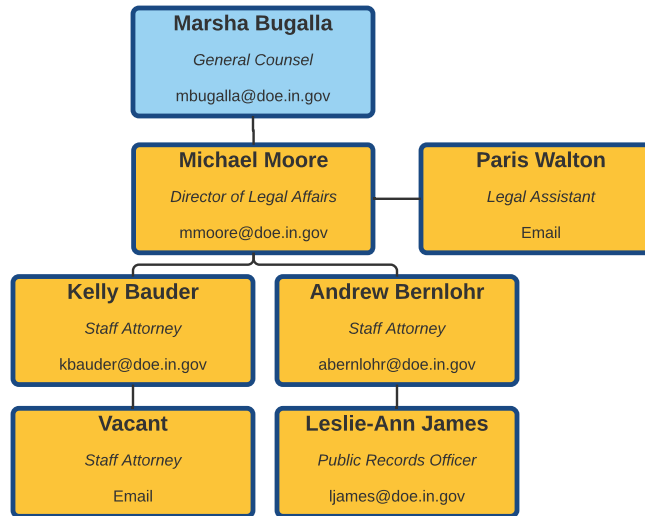 Marsha Bugalla
General Counsel
mbugalla@doe.in.gov
Michael Moore
Director of Legal Affairs
mmoore@doe.in.gov
Paris Walton
Legal Assistant
Email
Kelly Bauder
Staff Attorney
kbauder@doe.in.gov
Andrew Bernlohr
Staff Attorney
abernlohr@doe.in.gov
Vacant
Staff Attorney
Email
Leslie-Ann James
Public Records Officer
ljames@doe.in.gov